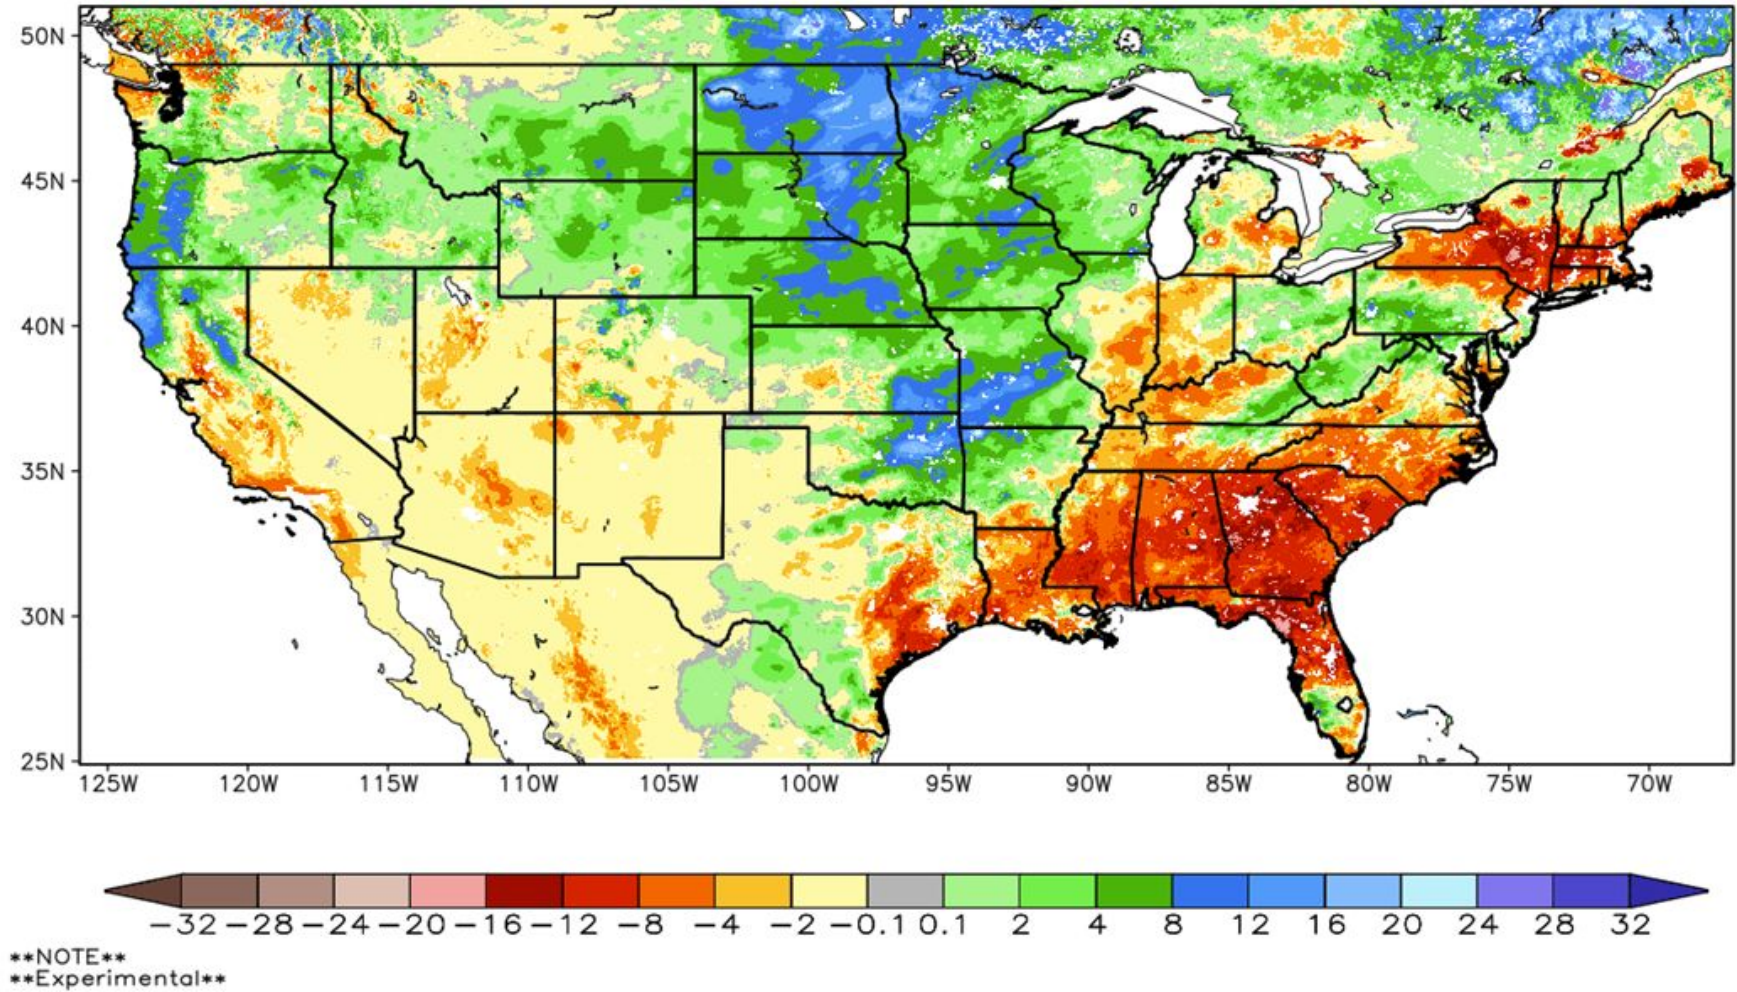 50N
45N
40N
35N
30N
25N
125W 120W 115W 110W 105W 100W 95W 90W 85W 80W 75W 70W
−32 −28 −24 −20 −16 −12 −8 −4 −2 −0.1 0.1 2 4 8 12 16 20 24 28 32
**NOTE**
**Experimental**